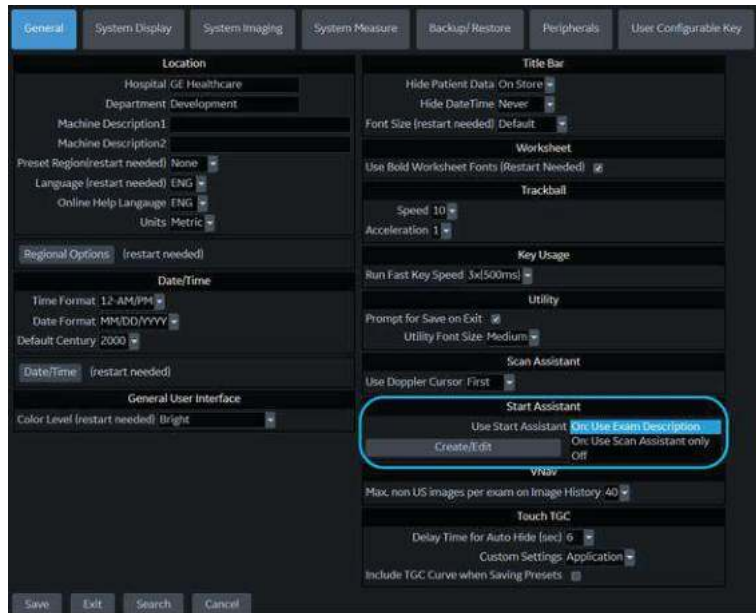 General
System Display
System Imaging
System Measure
Backup/Restore
Peripherals
User Configurable Key
Location
Hospital GE Healthcare
Department Development
Machine Description1
Machine Description2
Preset Region(restart needed) None
Language (restart needed) ENG
Online Help Langauge ENG
Units Metric
Regional Options (restart needed)
Date/Time
Time Format 12-AM/PM
Date Format MM/DD/YYYY
Default Century 2000
Date/Time (restart needed)
General User Interface
Color Level (restart needed) Bright
Title Bar
Hide Patient Data On Store
Hide DateTime Never
Font Size (restart needed) Default
Worksheet
Use Bold Worksheet Fonts (Restart Needed)
Trackball
Speed 10
Acceleration 1
Key Usage
Run Fast Key Speed 3x(500ms)
Utility
Prompt for Save on Exit
Utility Font Size Medium
Scan Assistant
Use Doppler Cursor First
Start Assistant
Use Start Assistant On: Use Exam Description
On: Use Scan Assistant only
Create/Edit
Off
VNav
Max. non US images per exam on Image History 40
Touch TGC
Delay Time for Auto Hide (sec) 6
Custom Settings Application
Include TGC Curve when Saving Presets
Save
Exit
Search
Cancel